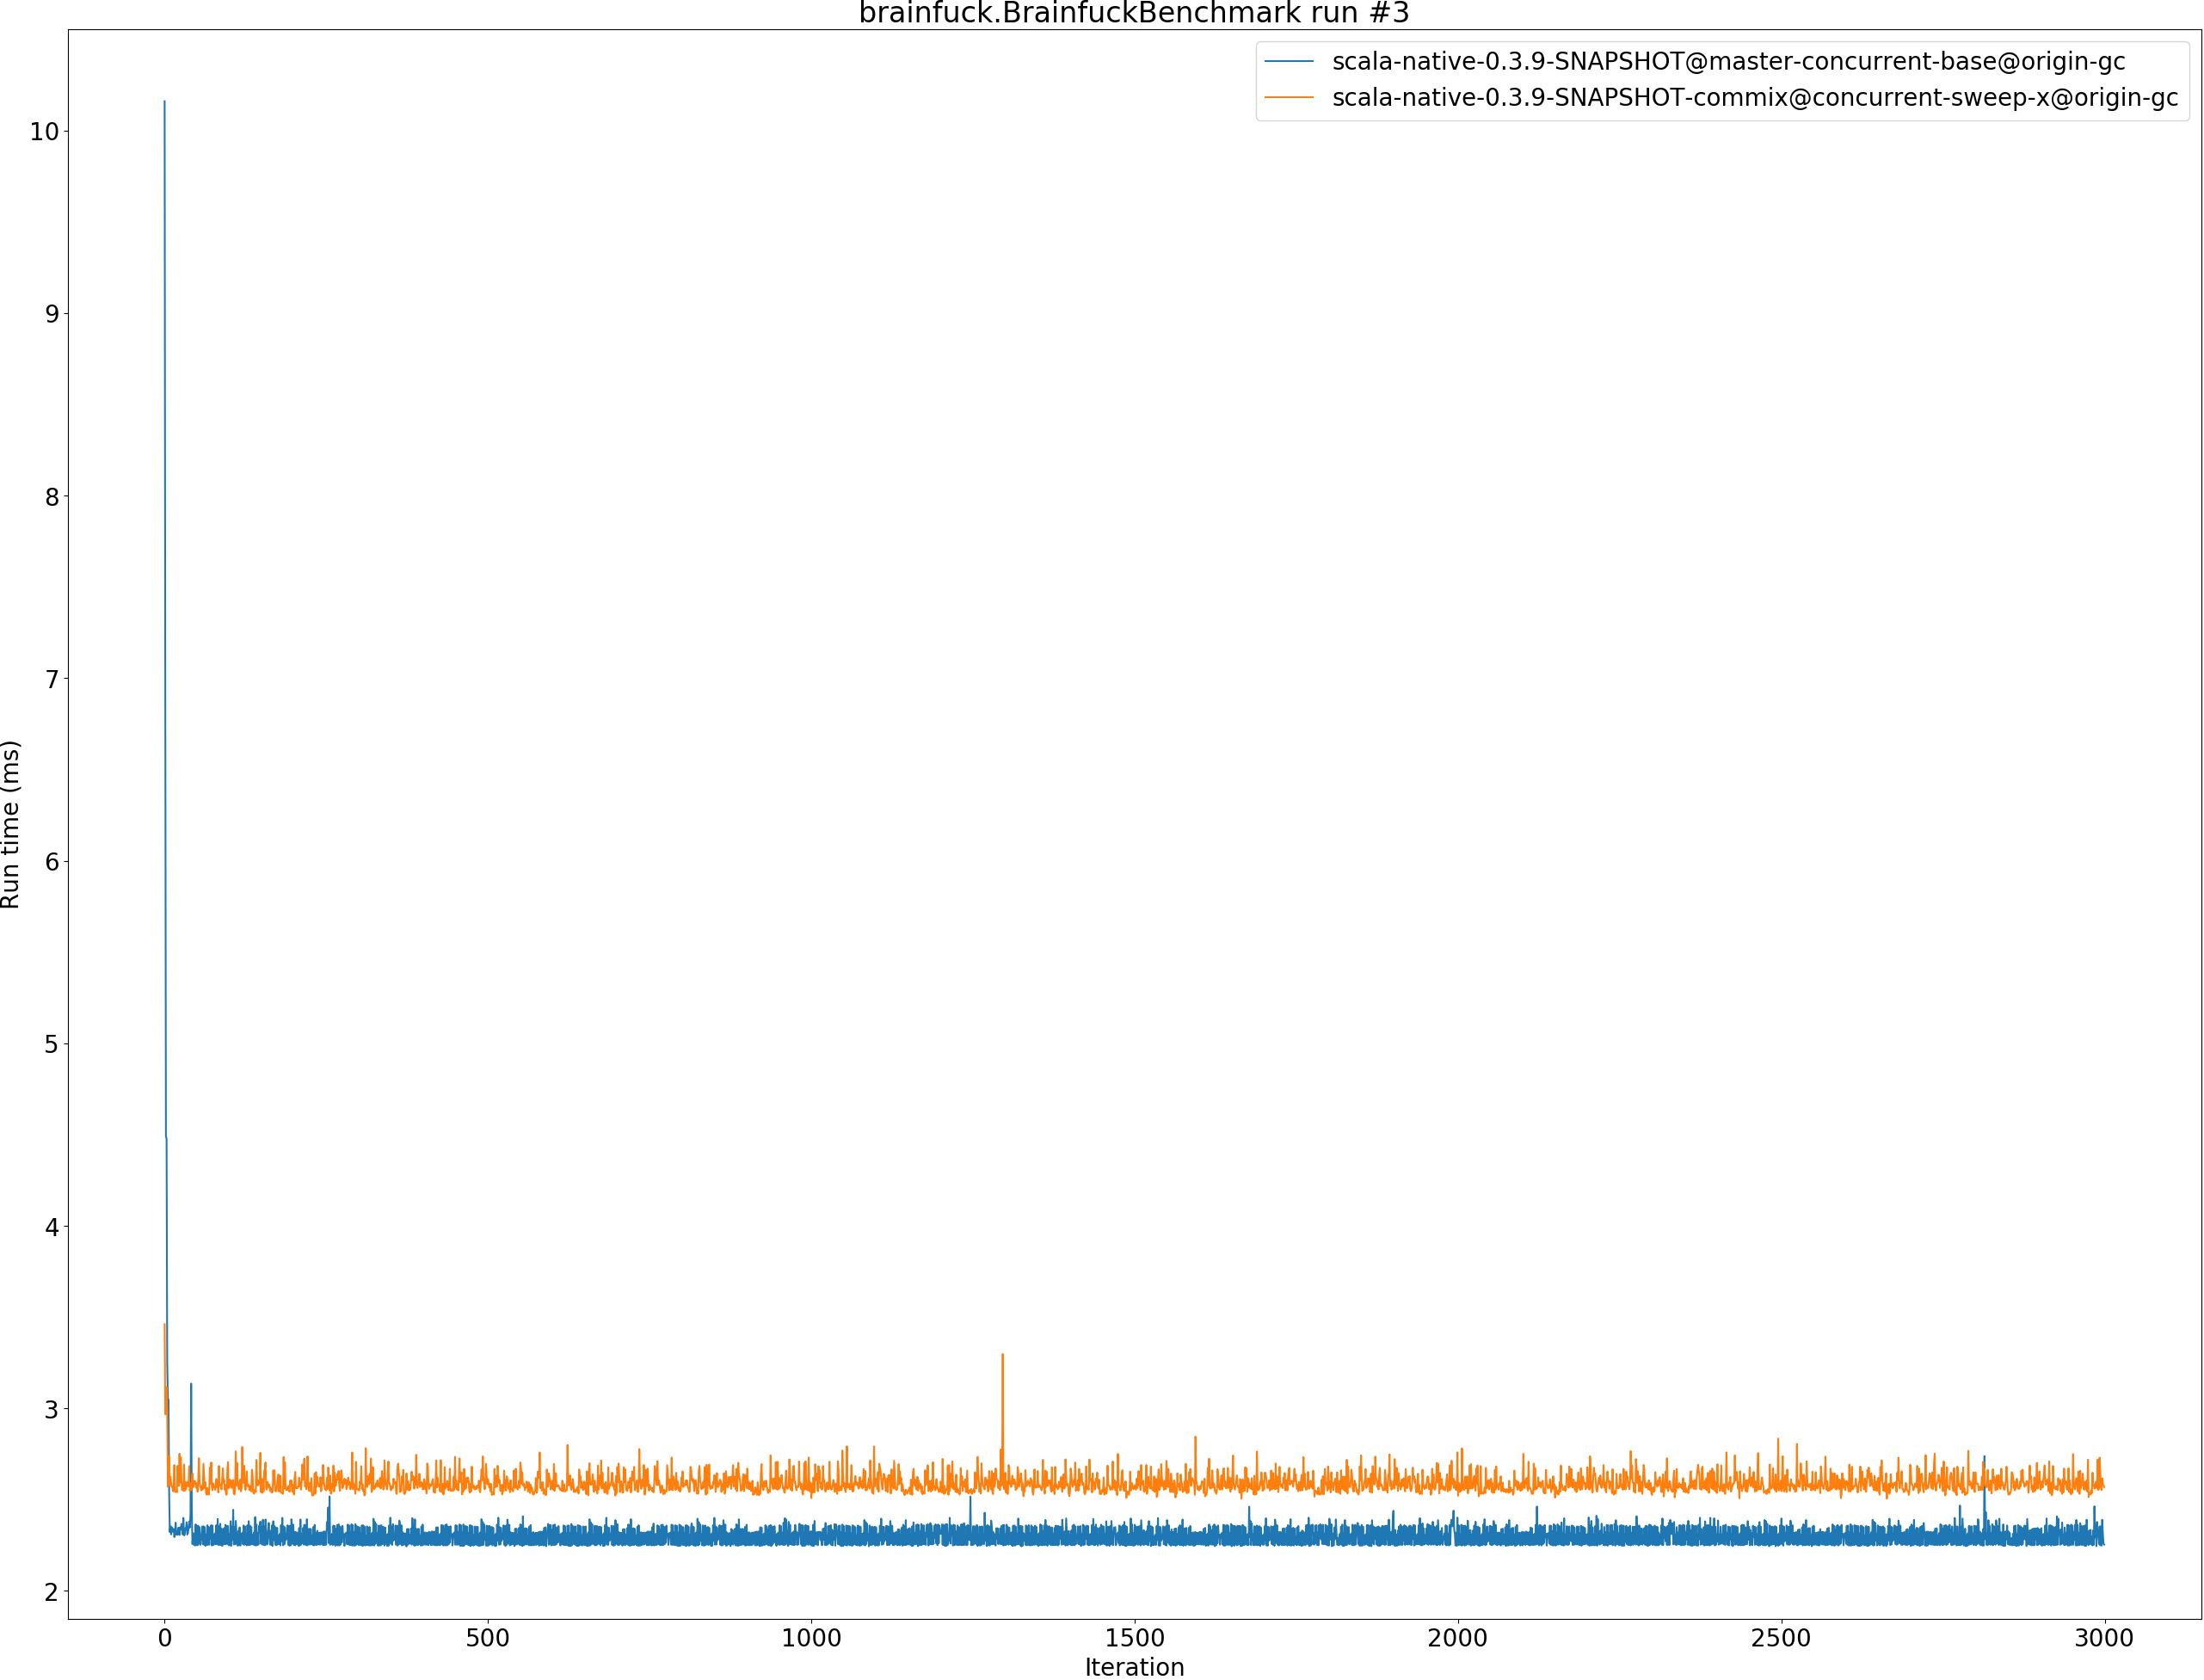 brainfuck.BrainfuckBenchmark run #3
scala-native-0.3.9-SNAPSHOT@master-concurrent-base@origin-gc
scala-native-0.3.9-SNAPSHOT-commix@concurrent-sweep-x@origin-gc
10
9
8
7
6
5
4
3
2
Run time (ms)
0 500 1000 1500 2000 2500 3000
Iteration